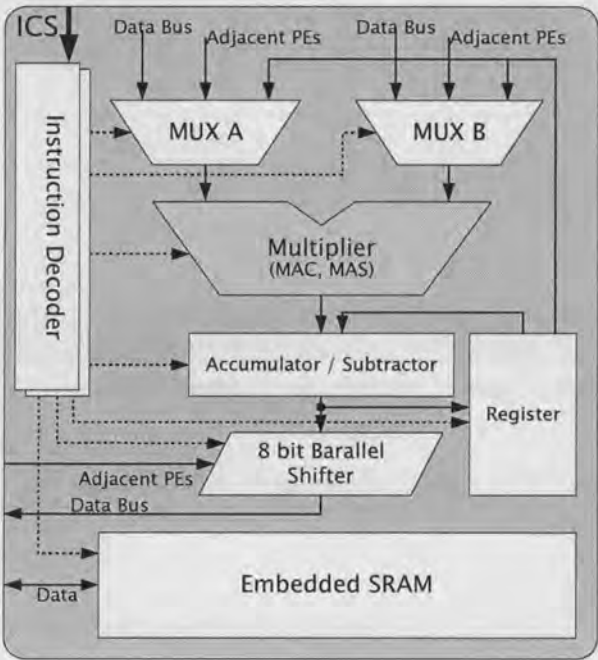 ICS
Data Bus
Adjacent PEs
Data Bus
Adjacent PEs
MUX A
MUX B
Instruction Decoder
Multiplier
(MAC, MAS)
Accumulator / Subtractor
Register
8 bit Barallel
Shifter
Adjacent PEs
Data Bus
Embedded SRAM
Data